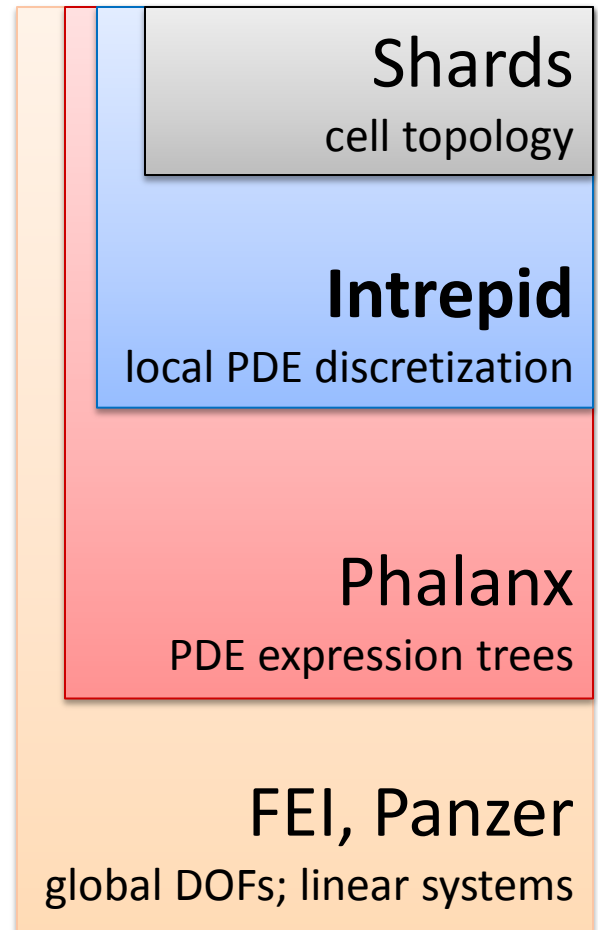 Shards
cell topology
Intrepid
local PDE discretization
Phalanx
PDE expression trees
FEI, Panzer
global DOFs; linear systems